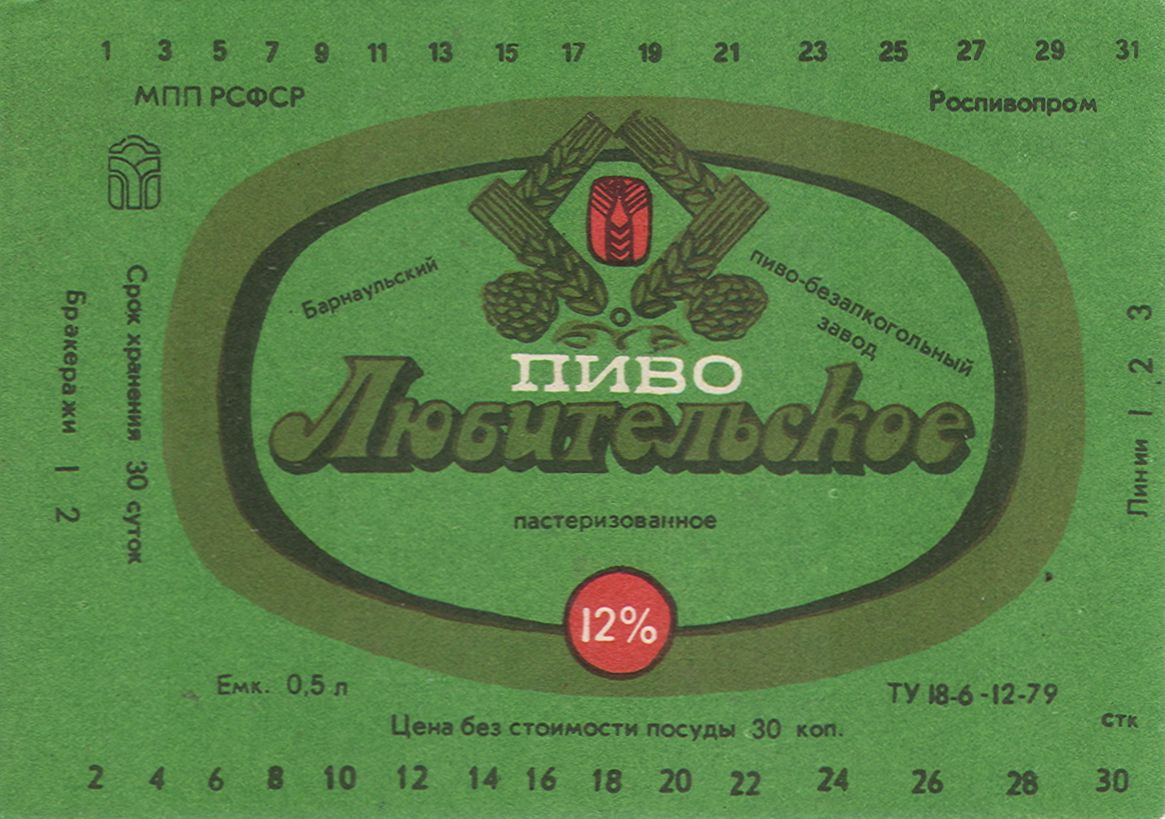 1 3 5 7 9 11 13 15 17 19 21 23 25 27 29 31
МПП РСФСР
Роспивопром
Барнаульский
пиво-безалкогольный
завод
Срок хранения 30 суток
Бракеражи 1 2
Линии 1 2 3
ПИВО
Любительское
пастеризованное
12%
Емк. 0,5 л
ТУ 18-6-12-79
Цена без стоимости посуды 30 коп.
стк
2 4 6 8 10 12 14 16 18 20 22 24 26 28 30